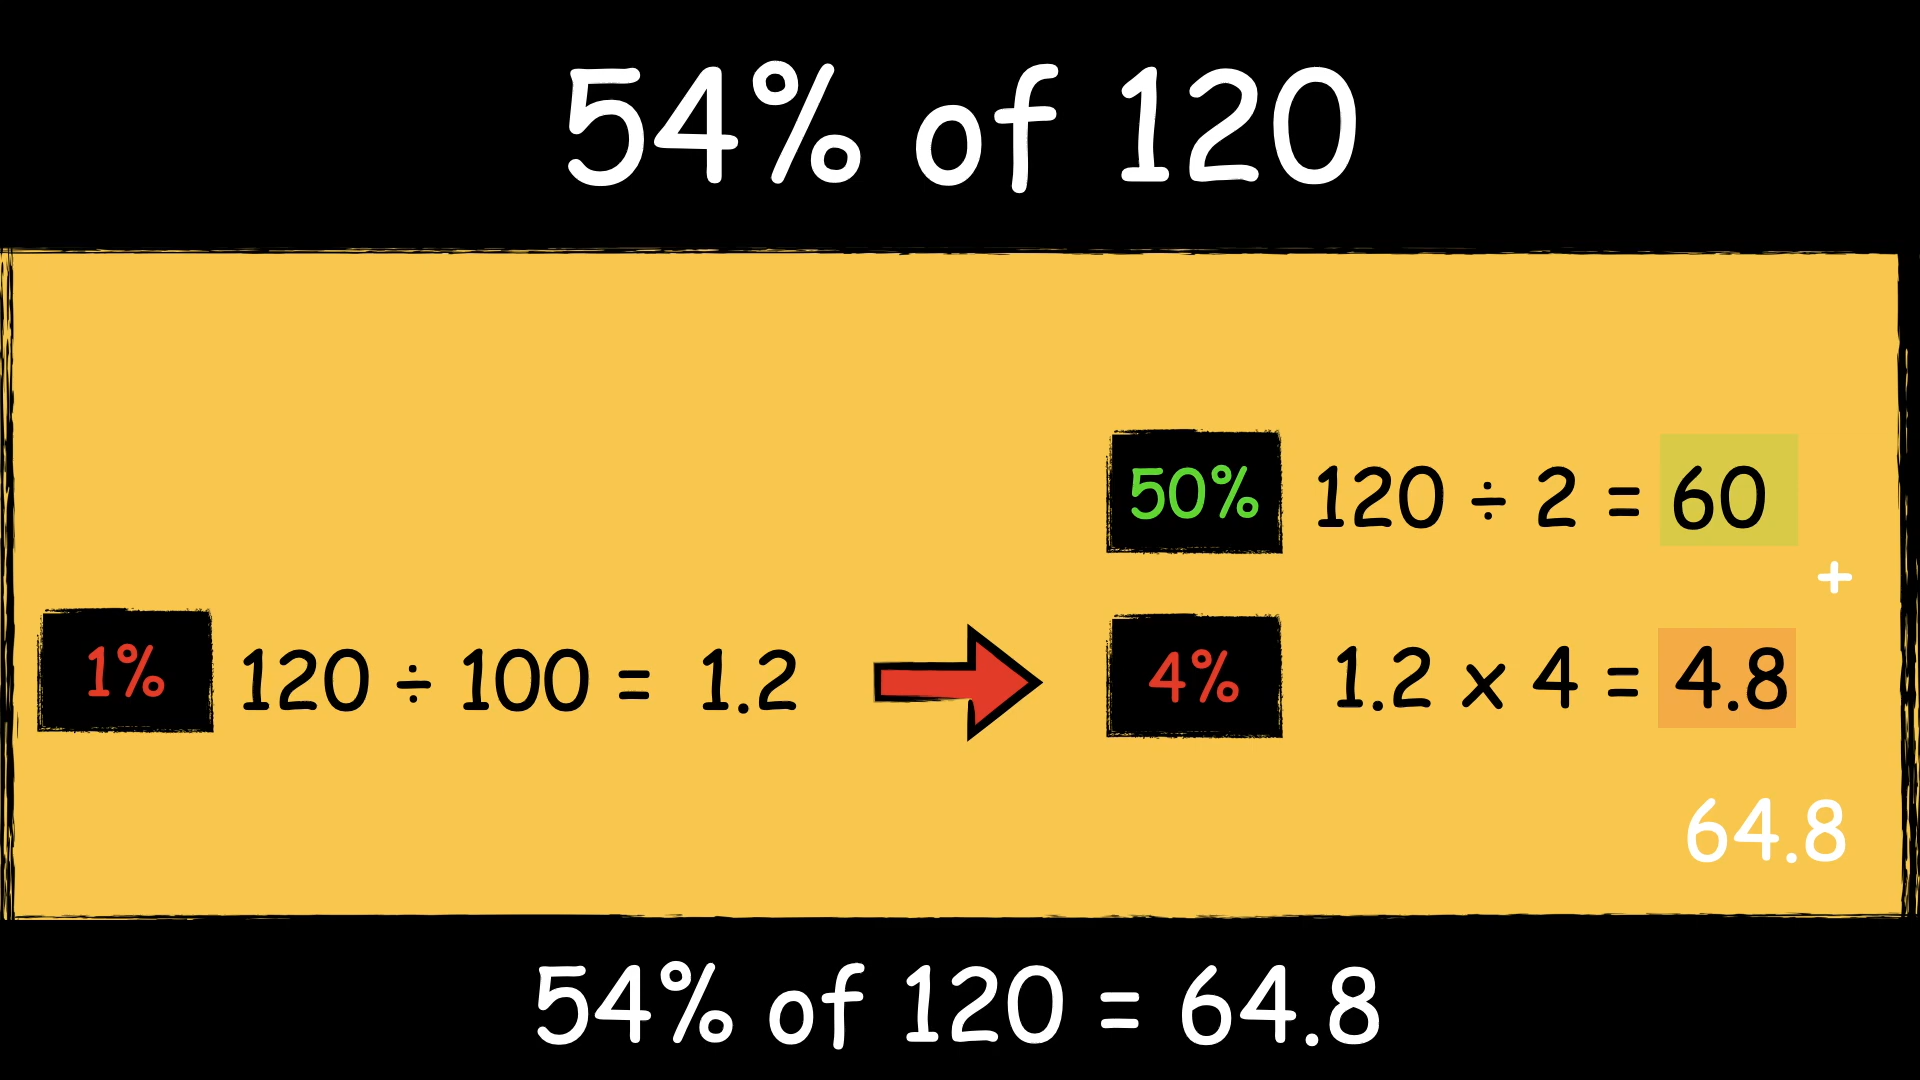 54% of 120
50% 120 ÷ 2 = 60
+
1% 120 ÷ 100 = 1.2 4% 1.2 x 4 = 4.8
64.8
54% of 120 = 64.8